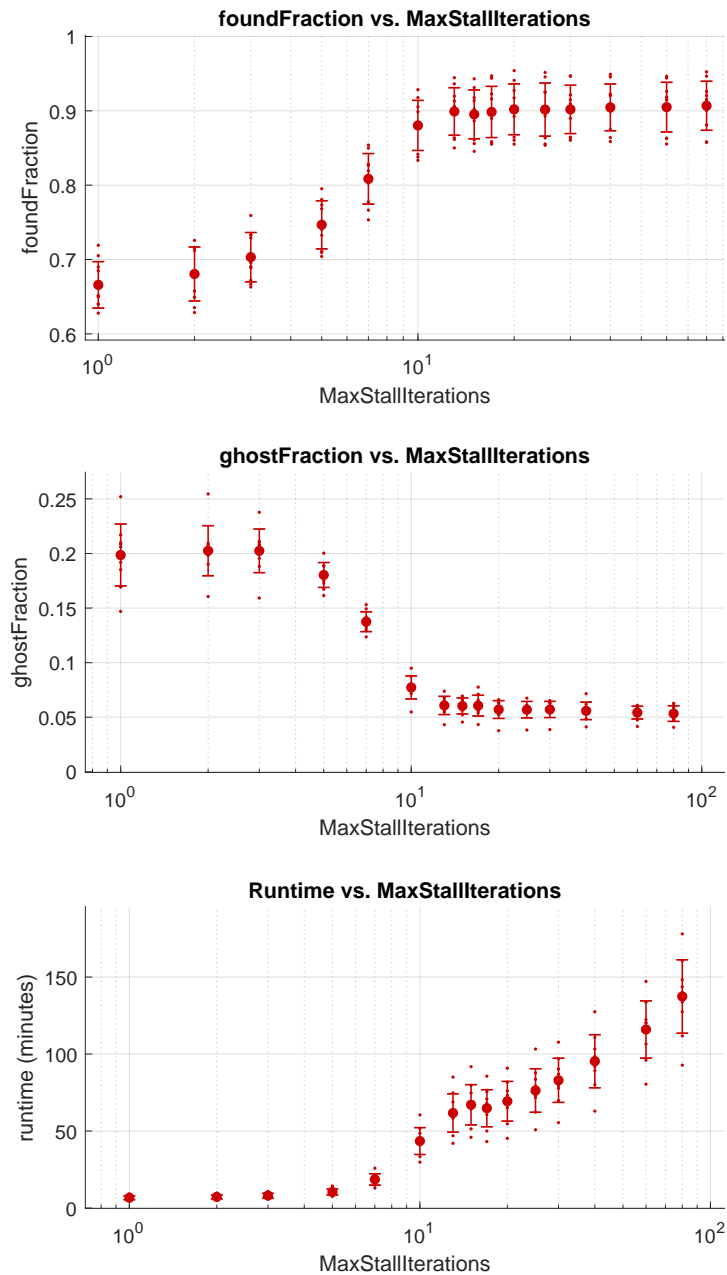 foundFraction vs. MaxStallIterations
1
0.9
0.8
0.7
0.6
foundFraction
10^0
10^1
MaxStallIterations
ghostFraction vs. MaxStallIterations
0.25
0.2
0.15
0.1
0.05
0
ghostFraction
10^0
10^1
10^2
MaxStallIterations
Runtime vs. MaxStallIterations
150
100
50
0
runtime (minutes)
10^0
10^1
10^2
MaxStallIterations